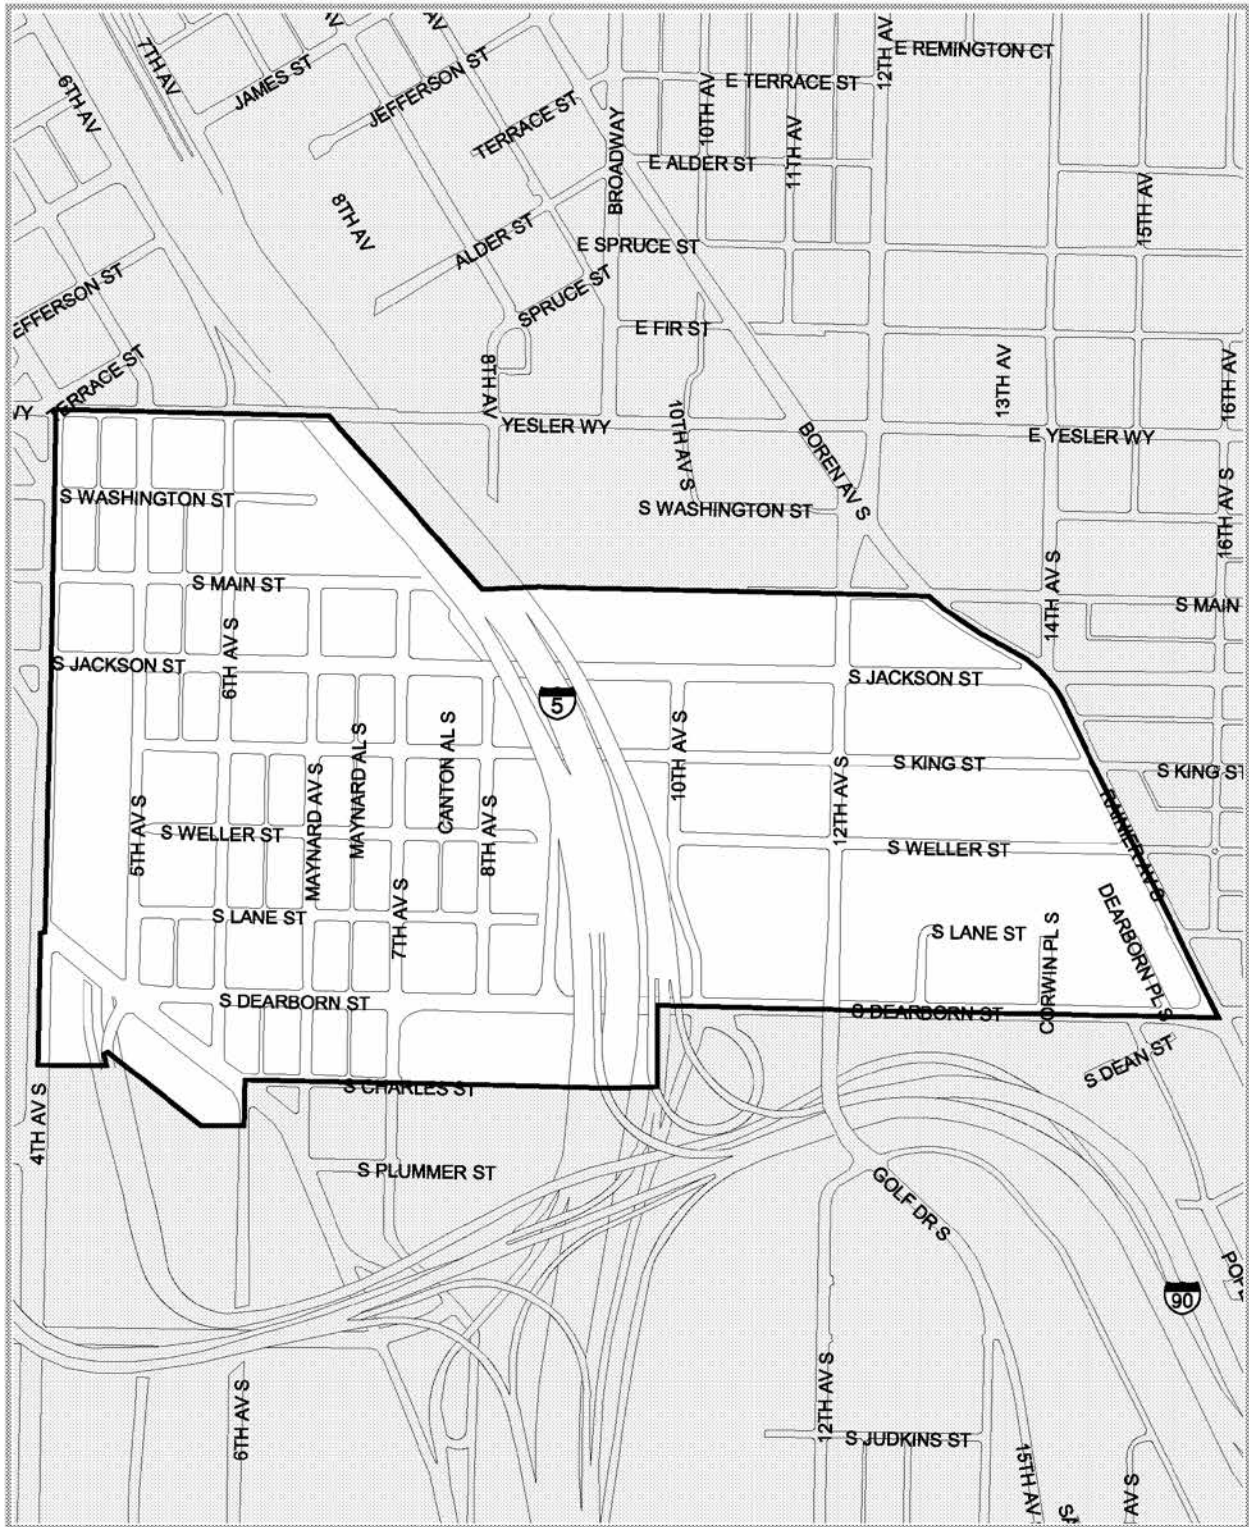 7TH AV
6TH AV
JAMES ST
AV
JEFFERSON ST
AV
TERRACE ST
BROADWAY
10TH AV
E TERRACE ST
11TH AV
12TH AV
E REMINGTON CT
E ALDER ST
15TH AV
8TH AV
ALDER ST
E SPRUCE ST
SPRUCE ST
EFFERSON ST
E FIR ST
TERRACE ST
8TH AV
13TH AV
16TH AV
WY
YESLER WY
10TH AV S
BOREN AV S
E YESLER WY
S WASHINGTON ST
S WASHINGTON ST
16TH AV S
S MAIN ST
14TH AV S
S MAIN
S JACKSON ST
6TH AV S
5
S JACKSON ST
MAYNARD AV S
MAYNARD AL S
CANTON AL S
10TH AV S
12TH AV S
S KING ST
S KING ST
5TH AV S
S WELLER ST
8TH AV S
S WELLER ST
RAINIER AV S
7TH AV S
S LANE ST
S LANE ST
CORWIN PL S
DEARBORN PL S
S DEARBORN ST
S DEARBORN ST
S DEAN ST
4TH AV S
S CHARLES ST
S PLUMMER ST
GOLF DR S
90
6TH AV S
12TH AV S
S JUDKINS ST
15TH AV
AV S